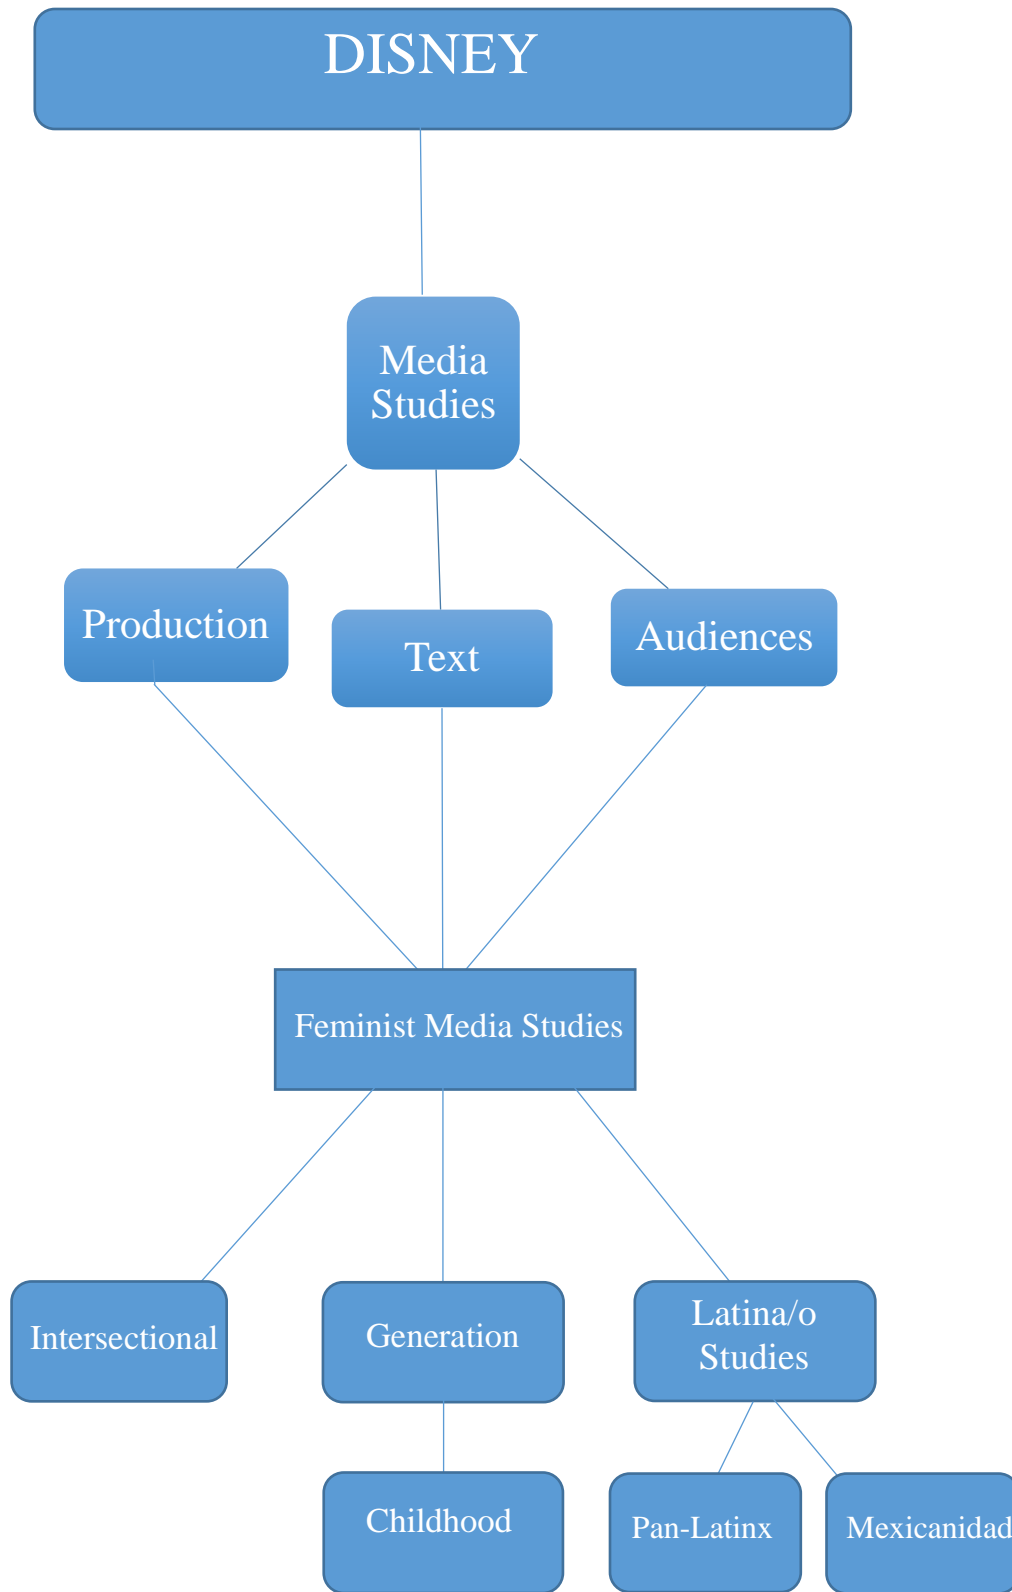 DISNEY
Media
Studies
Production
Text
Audiences
Feminist Media Studies
Intersectional
Generation
Latina/o
Studies
Childhood
Pan-Latinx
Mexicanidad